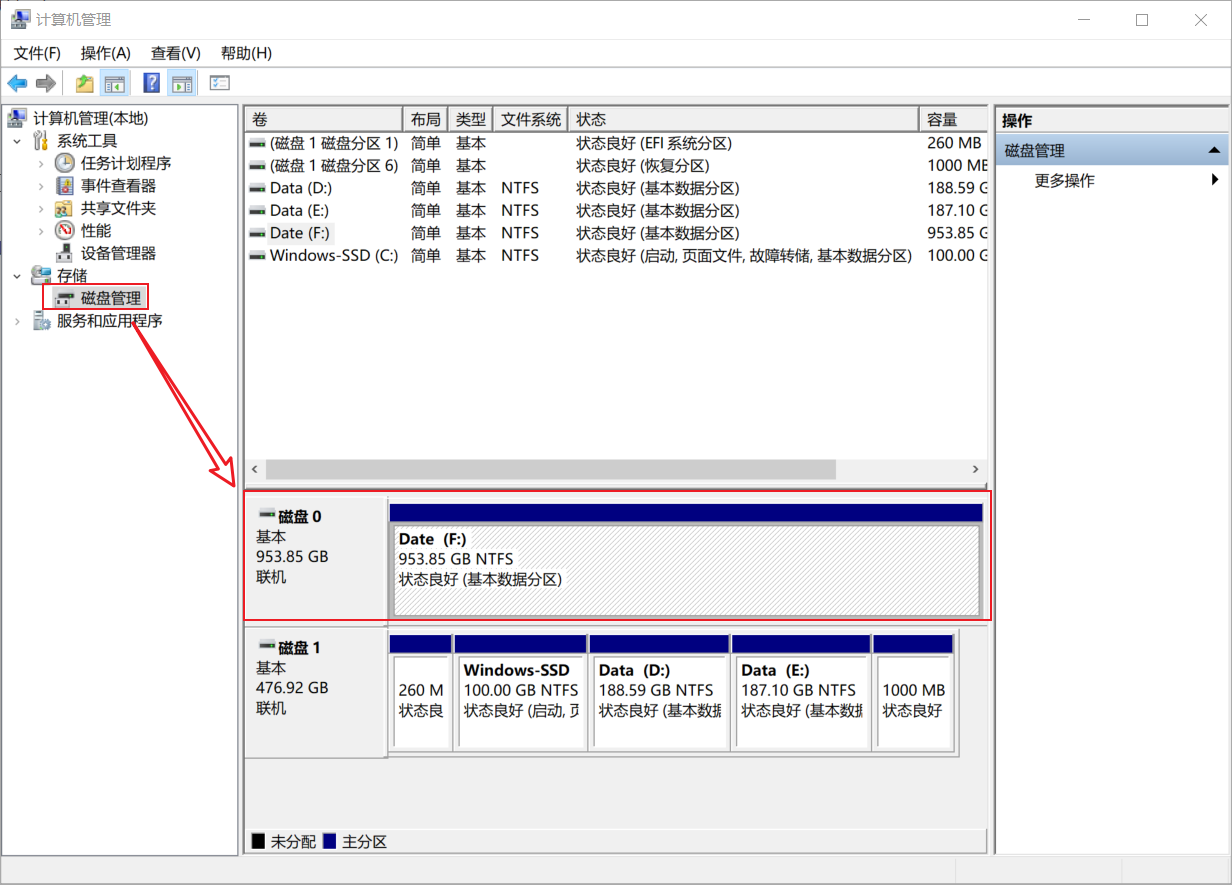 计算机管理
文件(F) 操作(A) 查看(V) 帮助(H)
计算机管理(本地)
系统工具
任务计划程序
事件查看器
共享文件夹
性能
设备管理器
存储
磁盘管理
服务和应用程序
卷 布局 类型 文件系统 状态 容量
(磁盘 1 磁盘分区 1) 简单 基本 状态良好 (EFI 系统分区) 260 MB
(磁盘 1 磁盘分区 6) 简单 基本 状态良好 (恢复分区) 1000 MB
Data (D:) 简单 基本 NTFS 状态良好 (基本数据分区) 188.59 G
Data (E:) 简单 基本 NTFS 状态良好 (基本数据分区) 187.10 G
Date (F:) 简单 基本 NTFS 状态良好 (基本数据分区) 953.85 G
Windows-SSD (C:) 简单 基本 NTFS 状态良好 (启动, 页面文件, 故障转储, 基本数据分区) 100.00 G
磁盘 0
基本
953.85 GB
联机
Date (F:)
953.85 GB NTFS
状态良好 (基本数据分区)
磁盘 1
基本
476.92 GB
联机
260 M
状态良
Windows-SSD
100.00 GB NTFS
状态良好 (启动, 页
Data (D:)
188.59 GB NTFS
状态良好 (基本数据
Data (E:)
187.10 GB NTFS
状态良好 (基本数据
1000 MB
状态良好
未分配 主分区
操作
磁盘管理
更多操作